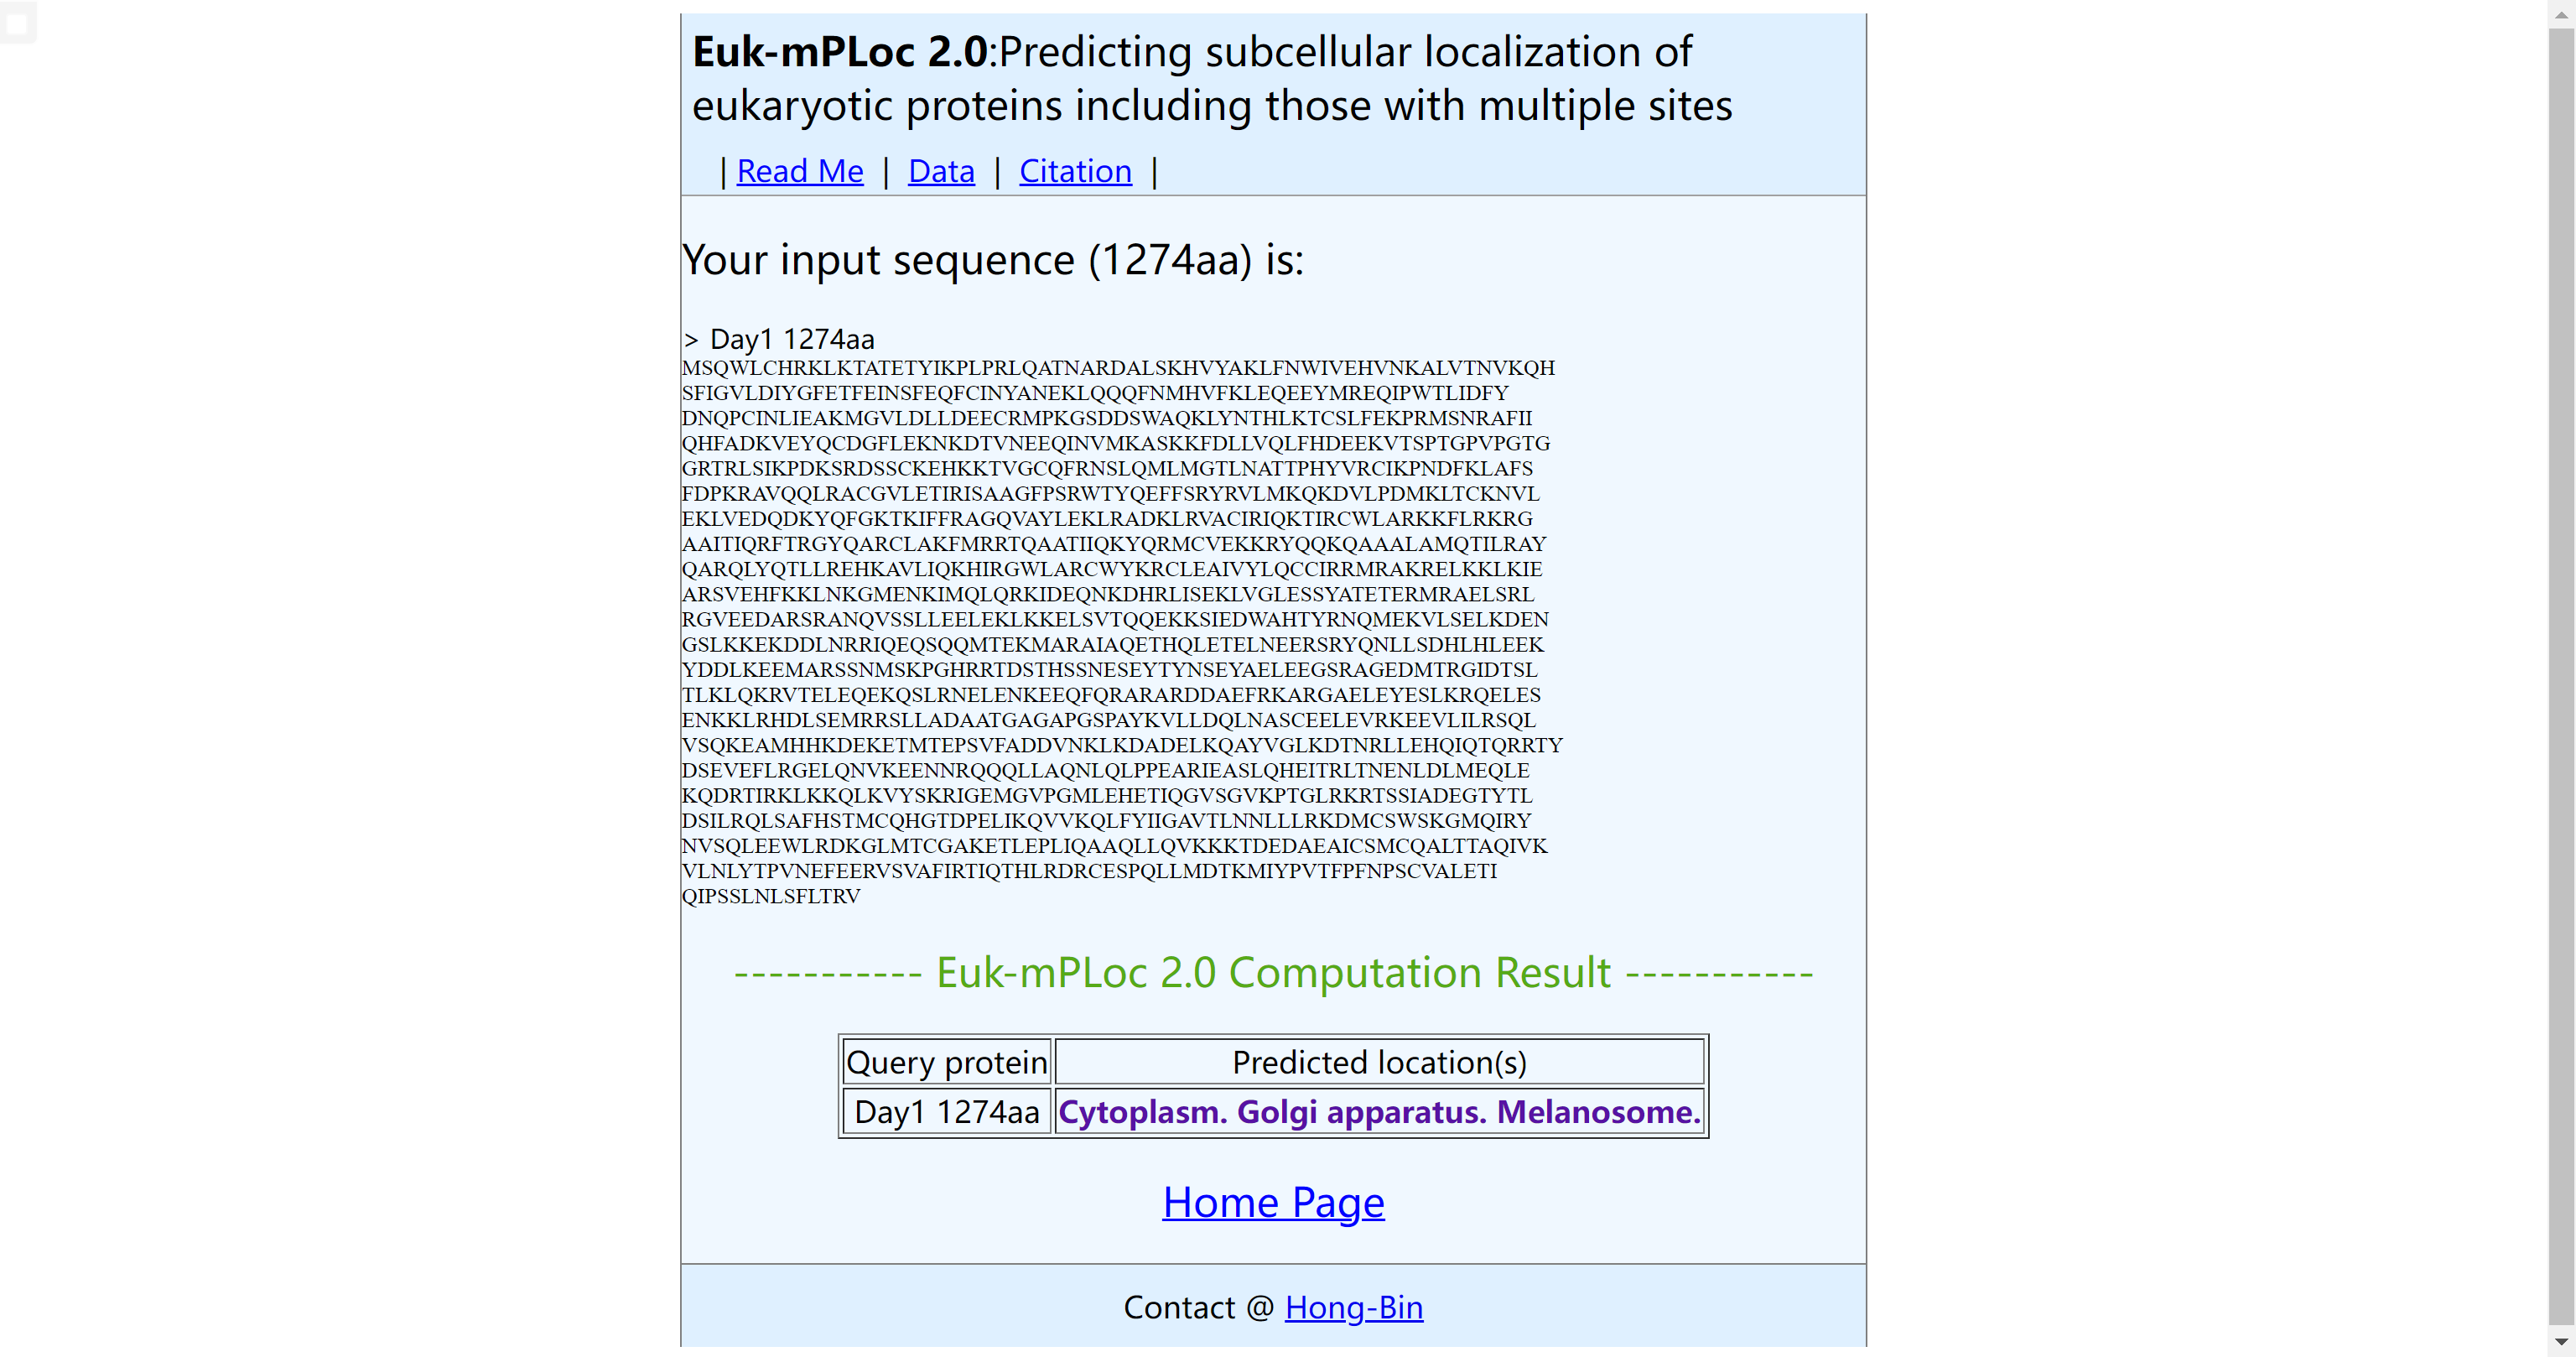 Euk-mPLoc 2.0:Predicting subcellular localization of
eukaryotic proteins including those with multiple sites
| Read Me | Data | Citation |
Your input sequence (1274aa) is:
> Day1 1274aa
MSQWLCHRKLKTATETYIKPLPRLQATNARDALSKHVYAKLFNWIVEHVNKALVTNVKQH
SFIGVLDIYGFETFEINSFEQFCINYANEKLQQQFNMHVFKLEQEEYMREQIPWTLIDFY
DNQPCINLIEAKMGVLDLLDEECRMPKGSDDSWAQKLYNTHLKTCSLFEKPRMSNRAFII
QHFADKVEYQCDGFLEKNKDTVNEEQINVMKASKKFDLLVQLFHDEEKVTSPTGPVPGTG
GRTRLSIKPDKSRDSSCKEHKKTVGCQFRNSLQMLMGTLNATTPHYVRCIKPNDFKLAFS
FDPKRAVQQLRACGVLETIRISAAGFPSRWTYQEFFSRYRVLMKQKDVLPDMKLTCKNVL
EKLVEDQDKYQFGKTKIFFRAGQVAYLEKLRADKLRVACIRIQKTIRCWLARKKFLRKRG
AAITIQRFTRGYQARCLAKFMRRTQAATIIQKYQRMCVEKKRYQQKQAAALAMQTILRAY
QARQLYQTLLREHKAVLIQKHIRGWLARCWYKRCLEAIVYLQCCIRRMRAKRELKKLKIE
ARSVEHFKKLNKGMENKIMQLQRKIDEQNKDHRLISEKLVGLESSYATETERMRAELSRL
RGVEEDARSRANQVSSLLEELEKLKKELSVTQQEKKSIEDWAHTYRNQMEKVLSELKDEN
GSLKKEKDDLNRRIQEQSQQMTEKMARAIAQETHQLETELNEERSRYQNLLSDHLHLEEK
YDDLKEEMARSSNMSKPGHRRTDSTHSSNESEYTYNSEYAELEEGSRAGEDMTRGIDTSL
TLKLQKRVTELEQEKQSLRNELENKEEQFQRARARDDAEFRKARGAELEYESLKRQELES
ENKKLRHDLSEMRRSLLADAATGAGAPGSPAYKVLLDQLNASCEELEVRKEEVLILRSQL
VSQKEAMHHKDEKETMTEPSVFADDVNKLKDADELKQAYVGLKDTNRLLEHQIQTQRRTY
DSEVEFLRGELQNVKEENNRQQQLLAQNLQLPPEARIEASLQHEITRLTNENLDLMEQLE
KQDRTIRKLKKQLKVYSKRIGEMGVPGMLEHETIQGVSGVKPTGLRKRTSSIADEGTYTL
DSILRQLSAFHSTMCQHGTDPELIKQVVKQLFYIIGAVTLNNLLLRKDMCSWSKGMQIRY
NVSQLEEWLRDKGLMTCGAKETLEPLIQAAQLLQVKKKTDEDAEAICSMCQALTTAQIVK
VLNLYTPVNEFEERVSVAFIRTIQTHLRDRCESPQLLMDTKMIYPVTFPFNPSCVALETI
QIPSSLNLSFLTRV
----------- Euk-mPLoc 2.0 Computation Result -----------
Query protein Predicted location(s)
Day1 1274aa Cytoplasm. Golgi apparatus. Melanosome.
Home Page
Contact @ Hong-Bin